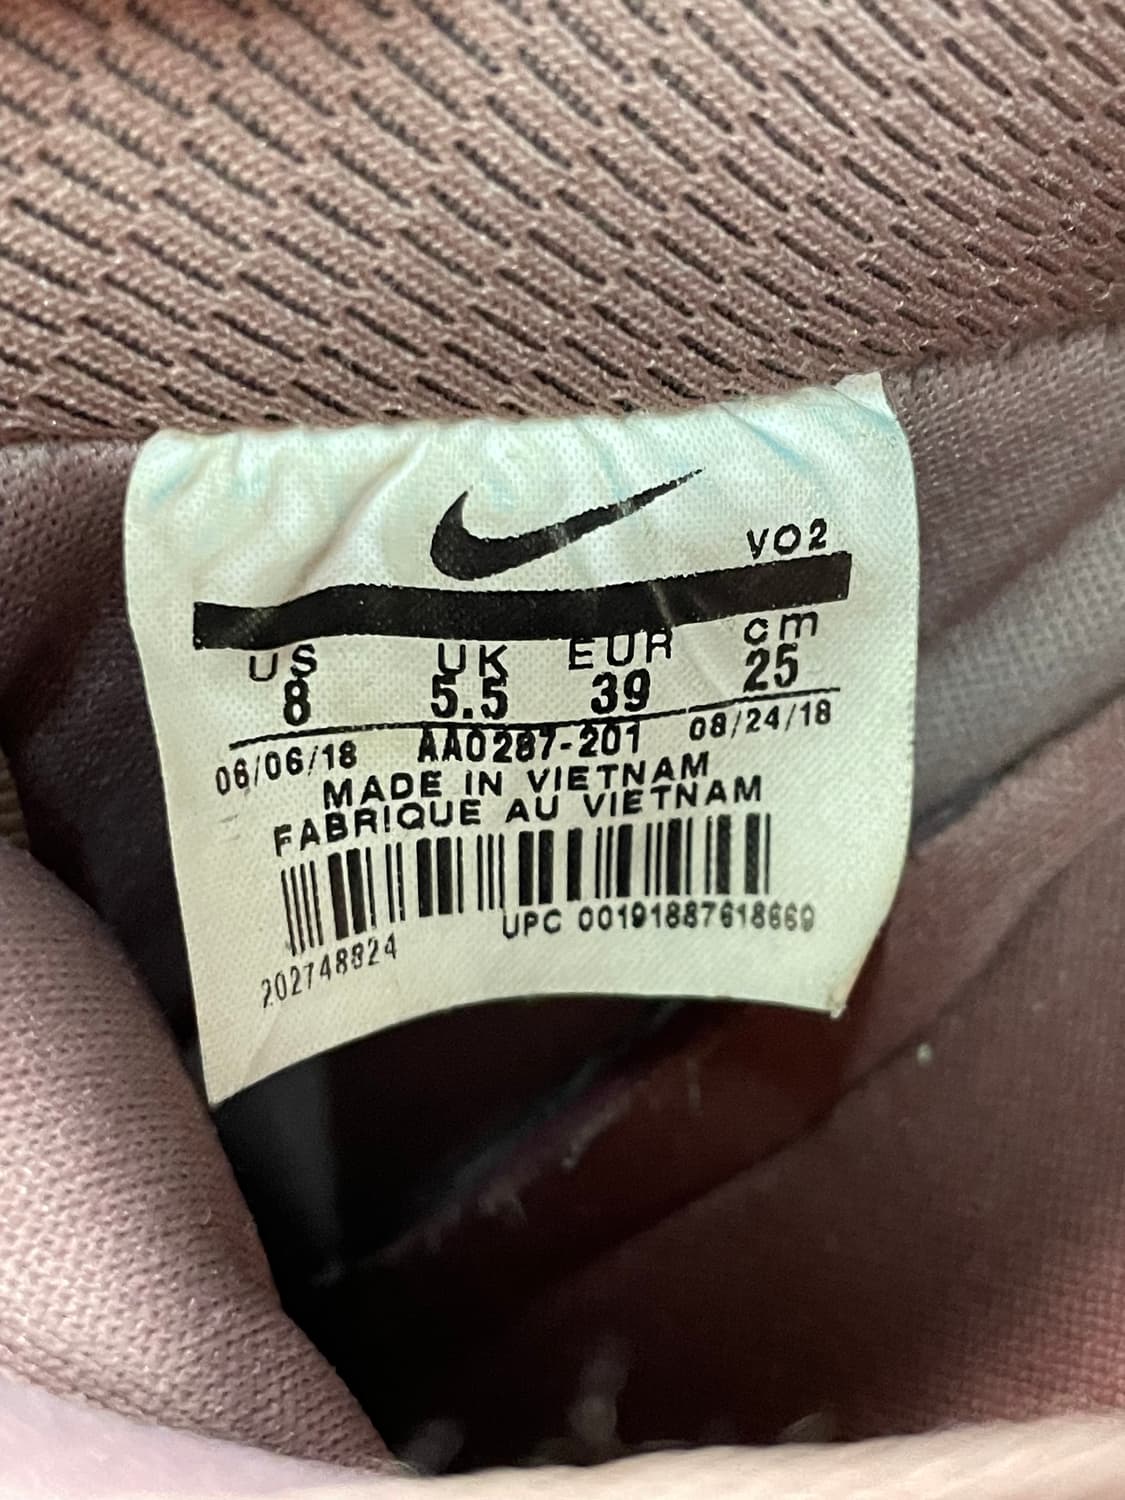 VO2
US UK EUR cm
8 5.5 39 25
06/06/18 AA0287-201 08/24/18
MADE IN VIETNAM
FABRIQUE AU VIETNAM
UPC 00191887618669
202748824